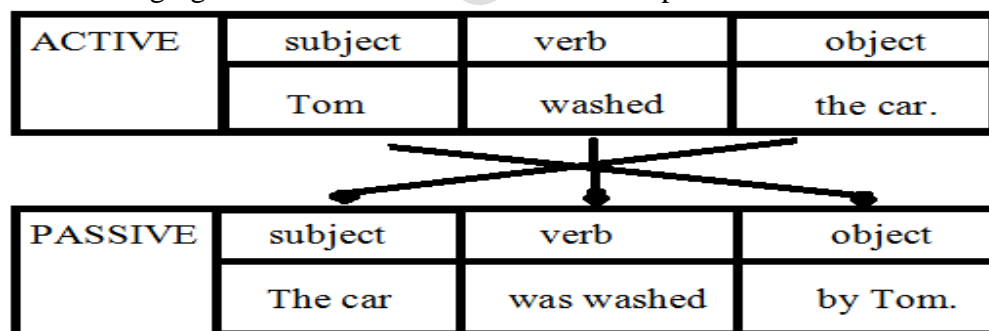 ACTIVE subject verb object
Tom washed the car.
PASSIVE subject verb object
The car was washed by Tom.